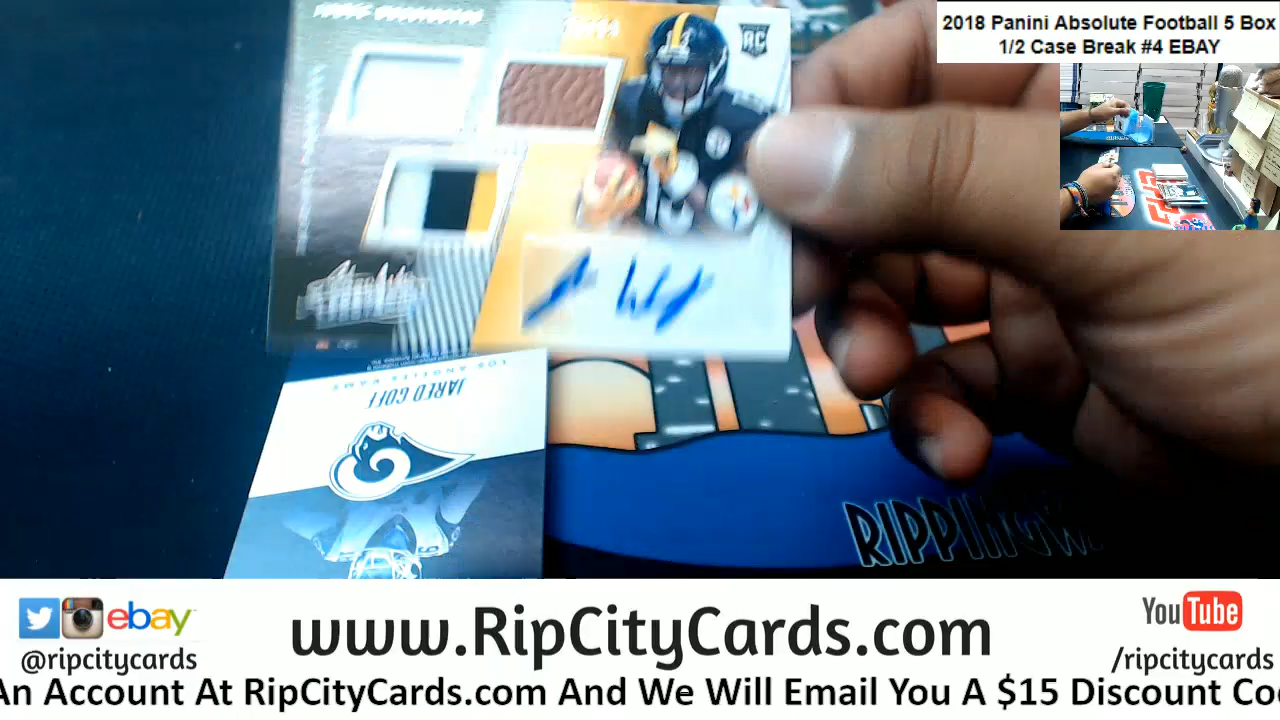 2018 Panini Absolute Football 5 Box
1/2 Case Break #4 EBAY
RC
Absolute
JARED GOFF
LOS ANGELES RAMS
RIPPIN
ebay
@ripcitycards
www.RipCityCards.com
YouTube
/ripcitycards
An Account At RipCityCards.com And We Will Email You A $15 Discount Co